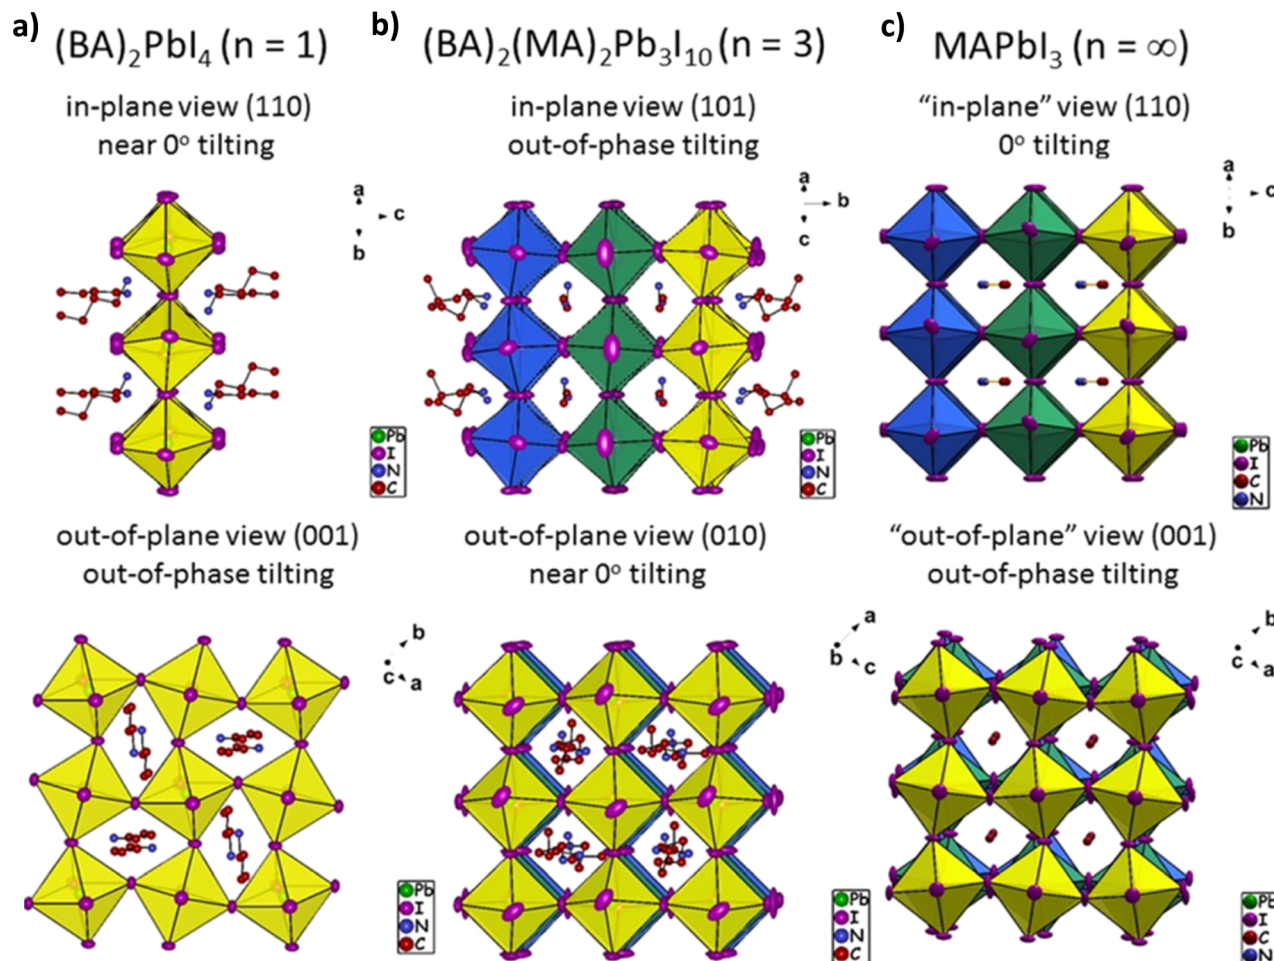 a)
(BA)₂PbI₄ (n = 1)
in-plane view (110)
near 0° tilting
a
c
b
Pb
I
N
C
out-of-plane view (001)
out-of-phase tilting
b
c
a
Pb
I
N
C
b)
(BA)₂(MA)₂Pb₃I₁₀ (n = 3)
in-plane view (101)
out-of-phase tilting
a
b
c
Pb
I
N
C
out-of-plane view (010)
near 0° tilting
a
b
c
Pb
I
N
C
c)
MAPbI₃ (n = ∞)
“in-plane” view (110)
0° tilting
a
c
b
Pb
I
C
N
“out-of-plane” view (001)
out-of-phase tilting
b
c
a
Pb
I
C
N